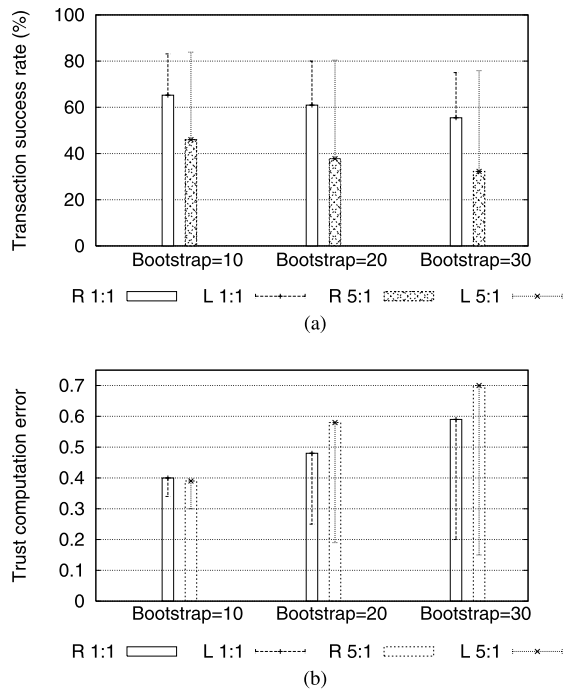 Transaction success rate (%)
100
80
60
40
20
0
Bootstrap=10 Bootstrap=20 Bootstrap=30
R 1:1 L 1:1 R 5:1 L 5:1
(a)
Trust computation error
0.7
0.6
0.5
0.4
0.3
0.2
0.1
0
Bootstrap=10 Bootstrap=20 Bootstrap=30
R 1:1 L 1:1 R 5:1 L 5:1
(b)